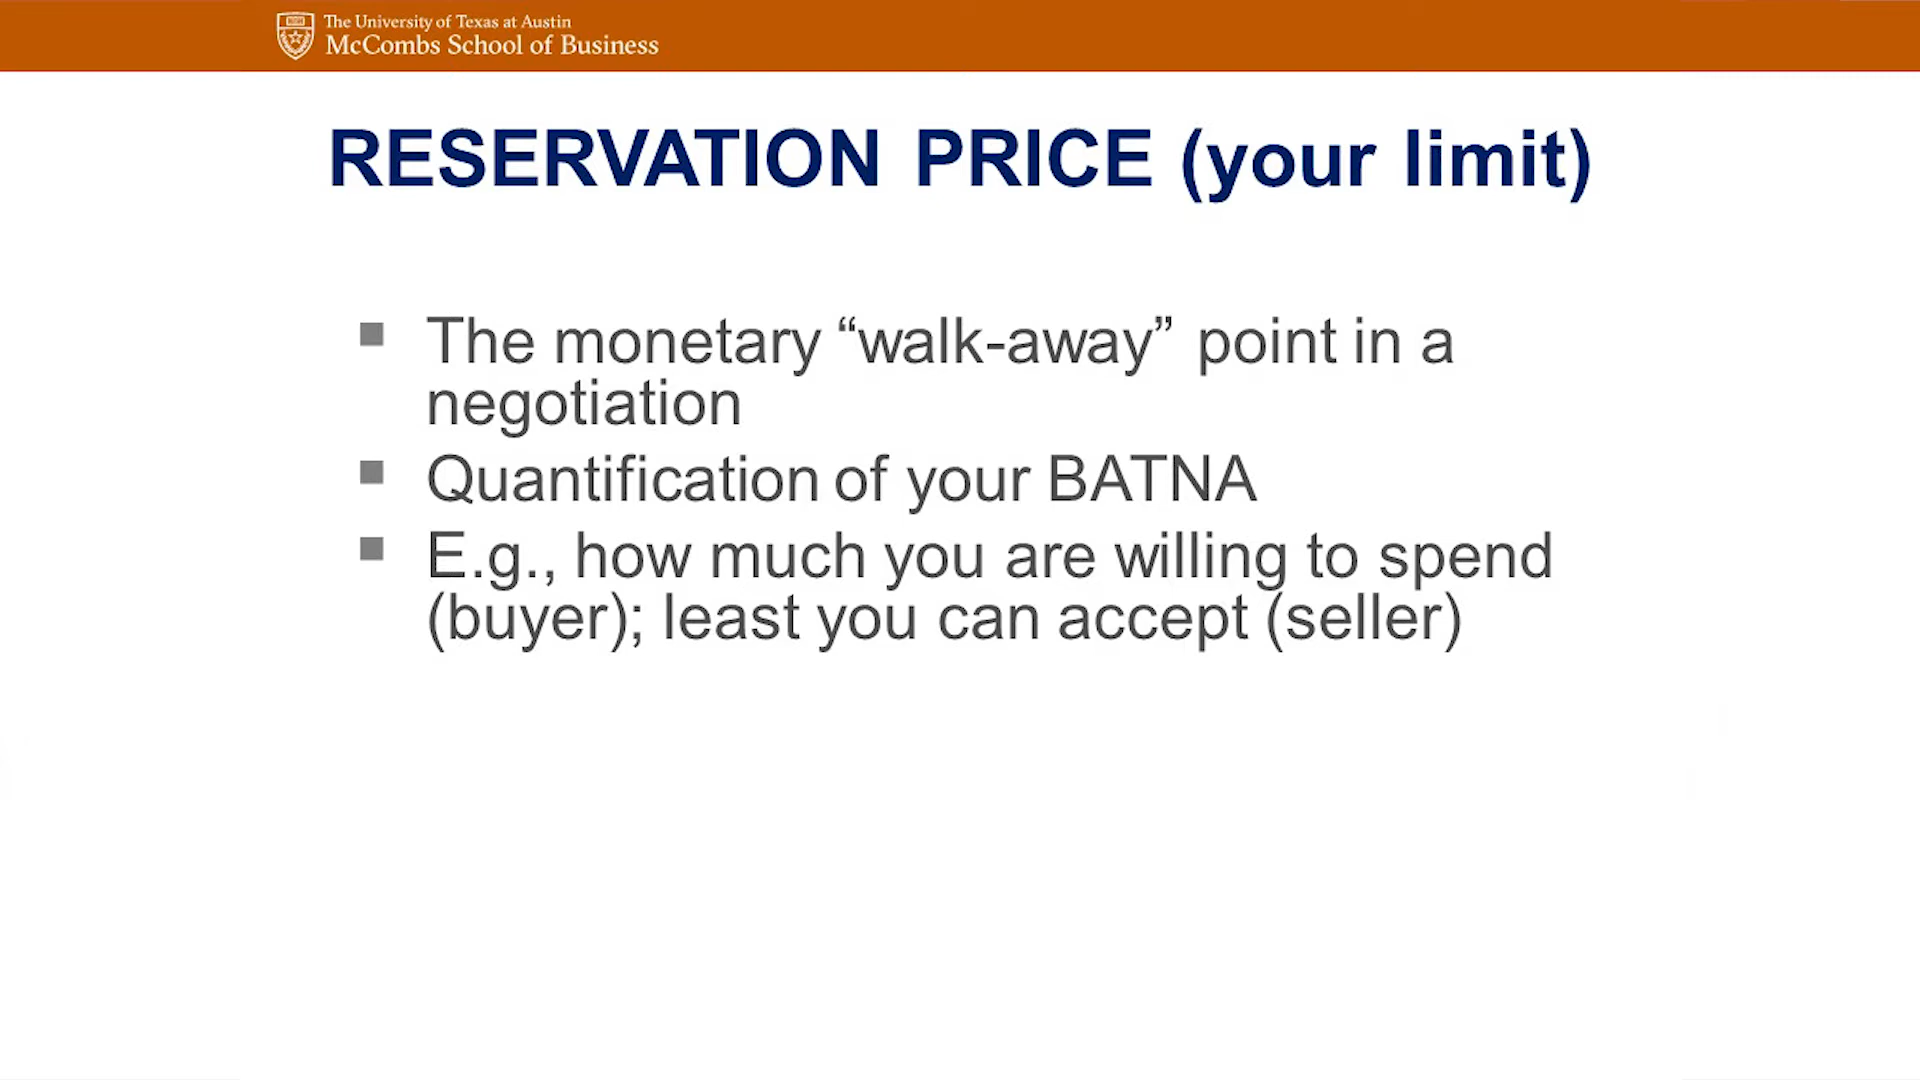 The University of Texas at Austin
McCombs School of Business
RESERVATION PRICE (your limit)
The monetary “walk-away” point in a
negotiation
Quantification of your BATNA
E.g., how much you are willing to spend
(buyer); least you can accept (seller)